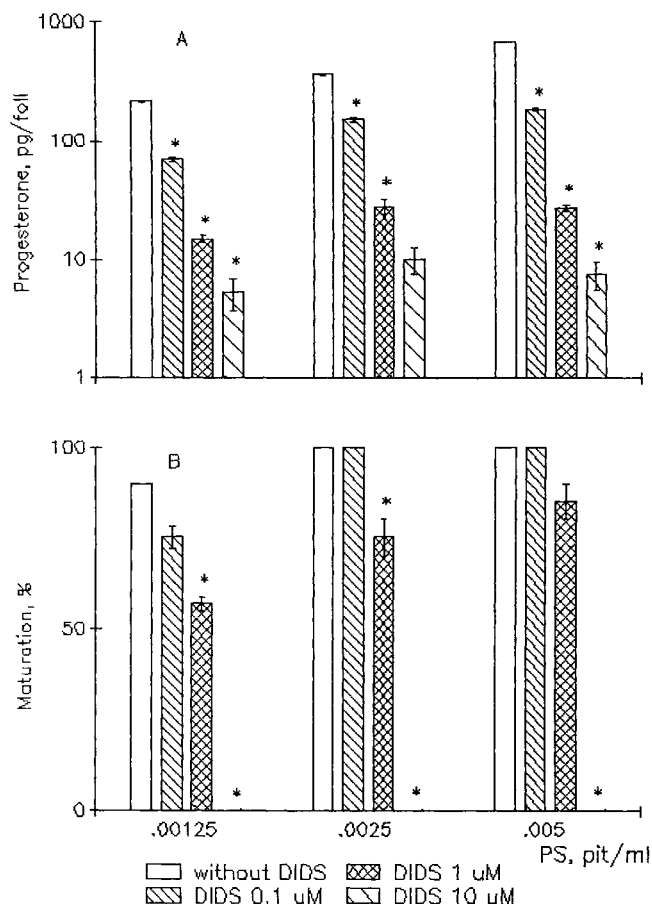 1000
A
*
*
*
*
*
*
*
*
100
10
1
Progesterone, pg/foll
100
B
*
*
50
*
*
*
0
Maturation, %
.00125 .0025 .005
PS, pit/ml
without DIDS DIDS 1 uM
DIDS 0.1 uM DIDS 10 uM